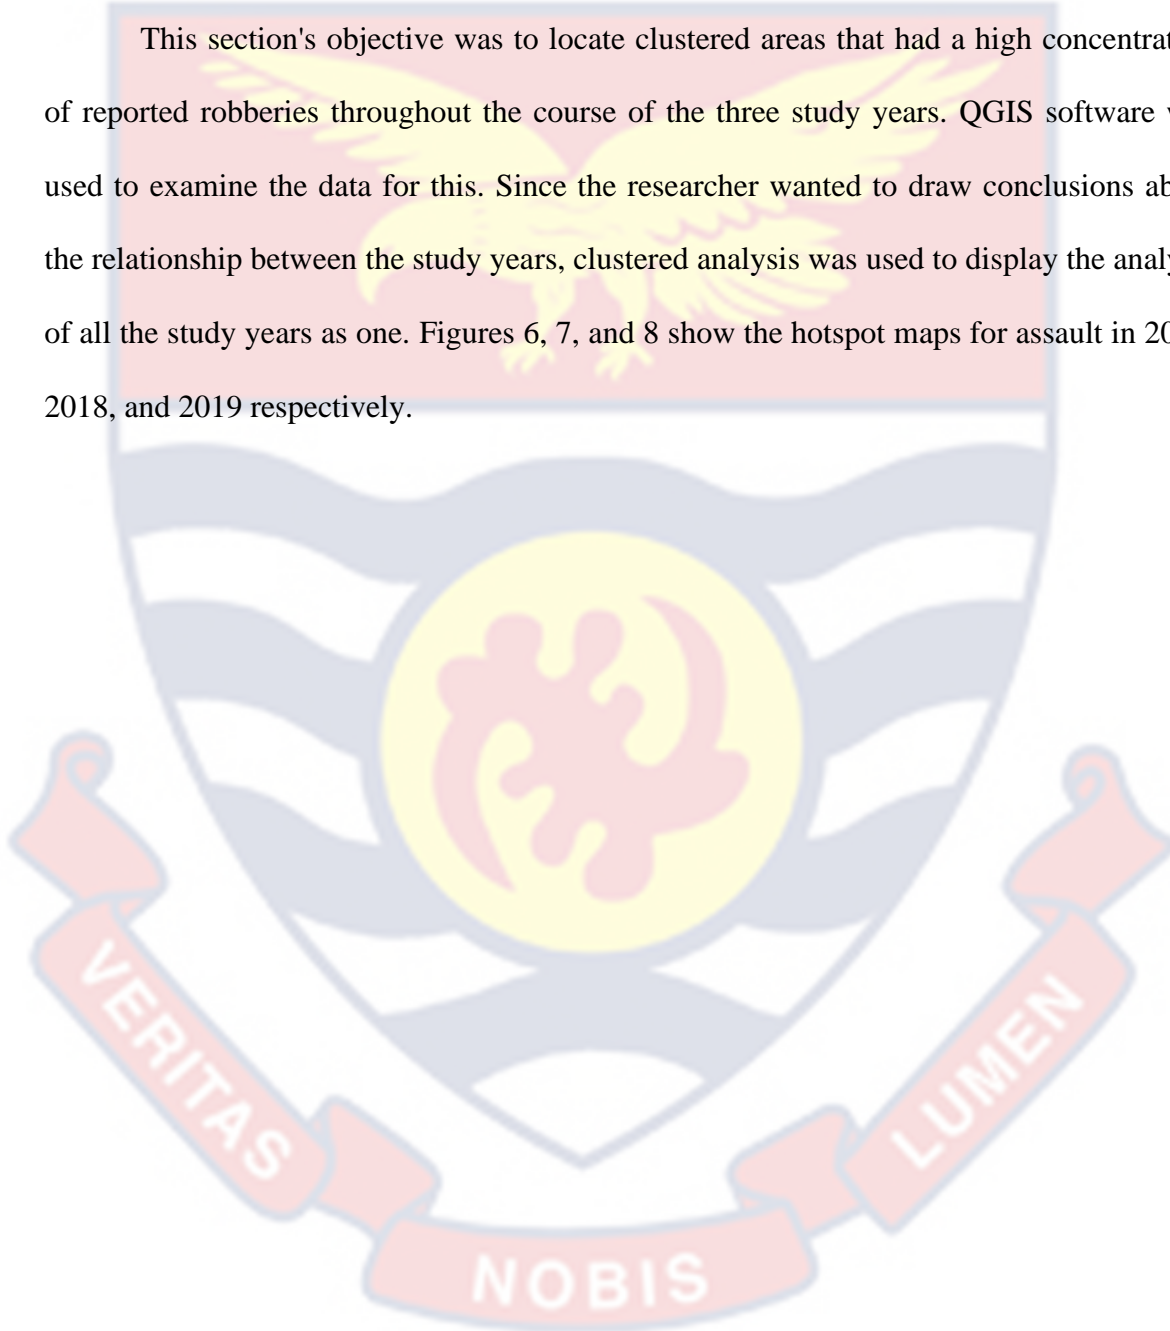 This section's objective was to locate clustered areas that had a high concentrat
of reported robberies throughout the course of the three study years. QGIS software
used to examine the data for this. Since the researcher wanted to draw conclusions ab
the relationship between the study years, clustered analysis was used to display the analy
of all the study years as one. Figures 6, 7, and 8 show the hotspot maps for assault in 20
2018, and 2019 respectively.
VERITAS
NOBIS
LUMEN